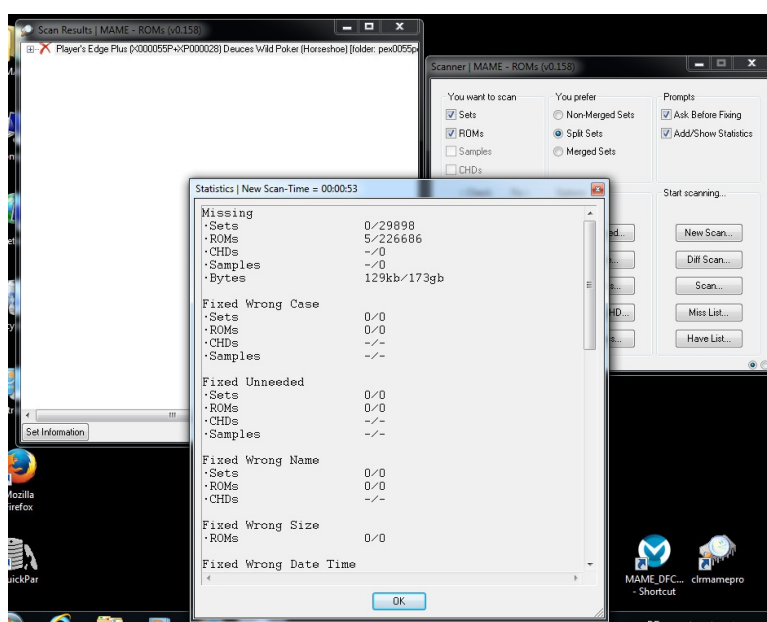 Scan Results | MAME - ROMs (v0.158)
Player's Edge Plus (X000055P+XP000028) Deuces Wild Poker (Horseshoe) [folder: pex0055p
Set Information
Scanner | MAME - ROMs (v0.158)
You want to scan
Sets
ROMs
Samples
CHDs
You prefer
Non-Merged Sets
Split Sets
Merged Sets
Prompts
Ask Before Fixing
Add/Show Statistics
Start scanning...
New Scan...
Diff Scan...
Scan...
Miss List...
Have List...
Statistics | New Scan-Time = 00:00:53
Missing
·Sets 0/29898
·ROMs 5/226686
·CHDs -/0
·Samples -/0
·Bytes 129kb/173gb
Fixed Wrong Case
·Sets 0/0
·ROMs 0/0
·CHDs -/-
·Samples -/-
Fixed Unneeded
·Sets 0/0
·ROMs 0/0
·CHDs -/-
·Samples -/-
Fixed Wrong Name
·Sets 0/0
·ROMs 0/0
·CHDs -/-
Fixed Wrong Size
·ROMs 0/0
Fixed Wrong Date Time
OK
Mozilla
Firefox
QuickPar
MAME_DFC...
- Shortcut
clrmamepro